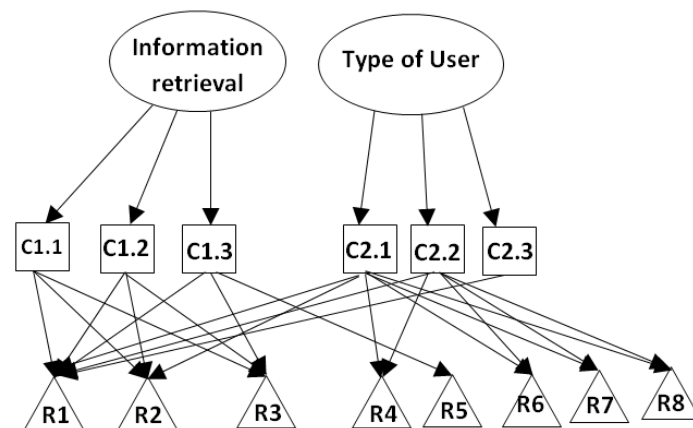 Information
retrieval
Type of User
C1.1
C1.2
C1.3
C2.1
C2.2
C2.3
R1
R2
R3
R4
R5
R6
R7
R8